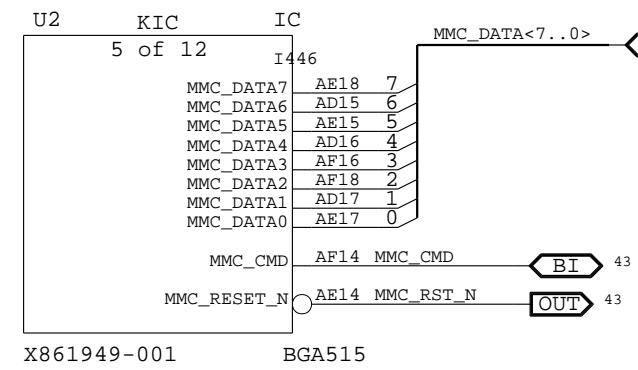 U2 KIC IC
5 of 12
I446
MMC_DATA<7..0>
MMC_DATA7 AE18 7
MMC_DATA6 AD15 6
MMC_DATA5 AE15 5
MMC_DATA4 AD16 4
MMC_DATA3 AF16 3
MMC_DATA2 AF18 2
MMC_DATA1 AD17 1
MMC_DATA0 AE17 0
MMC_CMD AF14 MMC_CMD BI 43
MMC_RESET_N AE14 MMC_RST_N OUT 43
X861949-001 BGA515